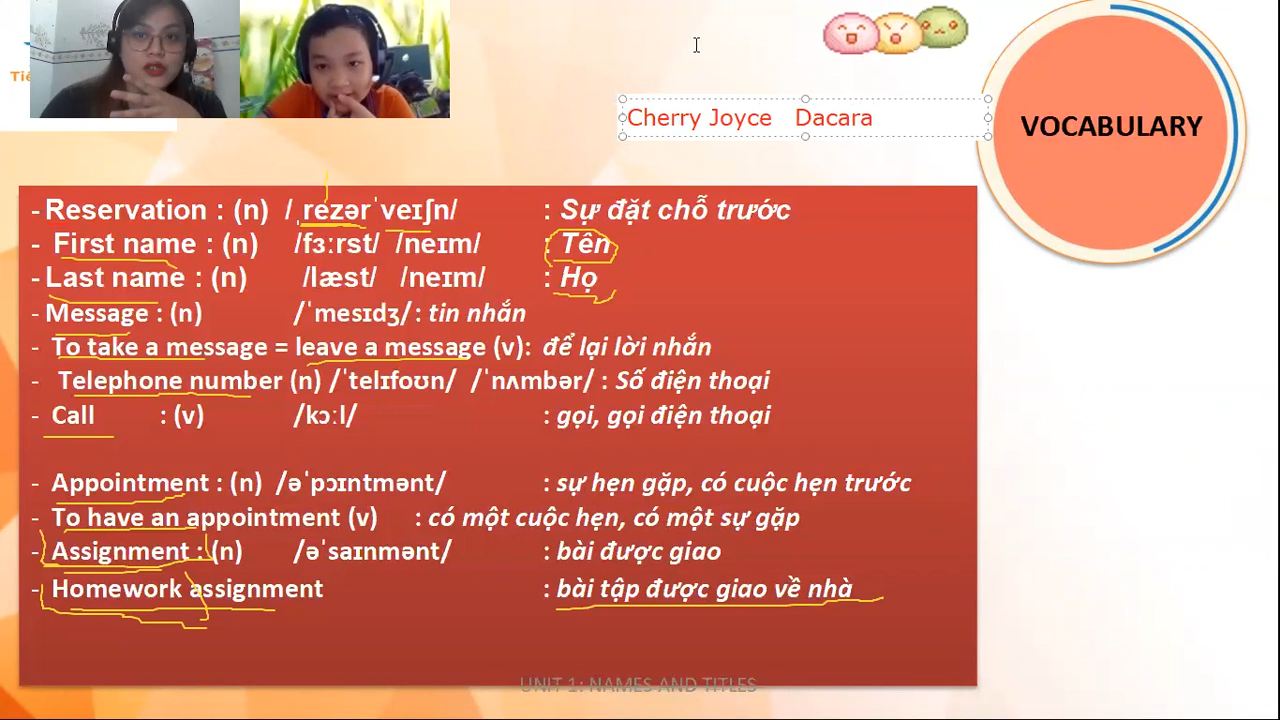 Tiê
Cherry Joyce Dacara
VOCABULARY
- Reservation : (n) /ˌrezərˈveɪʃn/ : Sự đặt chỗ trước
- First name : (n) /fɜːrst/ /neɪm/ : Tên
- Last name : (n) /læst/ /neɪm/ : Họ
- Message : (n) /ˈmesɪdʒ/ : tin nhắn
- To take a message = leave a message (v): để lại lời nhắn
- Telephone number (n) /ˈtelɪfoʊn/ /ˈnʌmbər/ : Số điện thoại
- Call : (v) /kɔːl/ : gọi, gọi điện thoại
- Appointment : (n) /əˈpɔɪntmənt/ : sự hẹn gặp, có cuộc hẹn trước
- To have an appointment (v) : có một cuộc hẹn, có một sự gặp
- Assignment : (n) /əˈsaɪnmənt/ : bài được giao
- Homework assignment : bài tập được giao về nhà
UNIT 1: NAMES AND TITLES